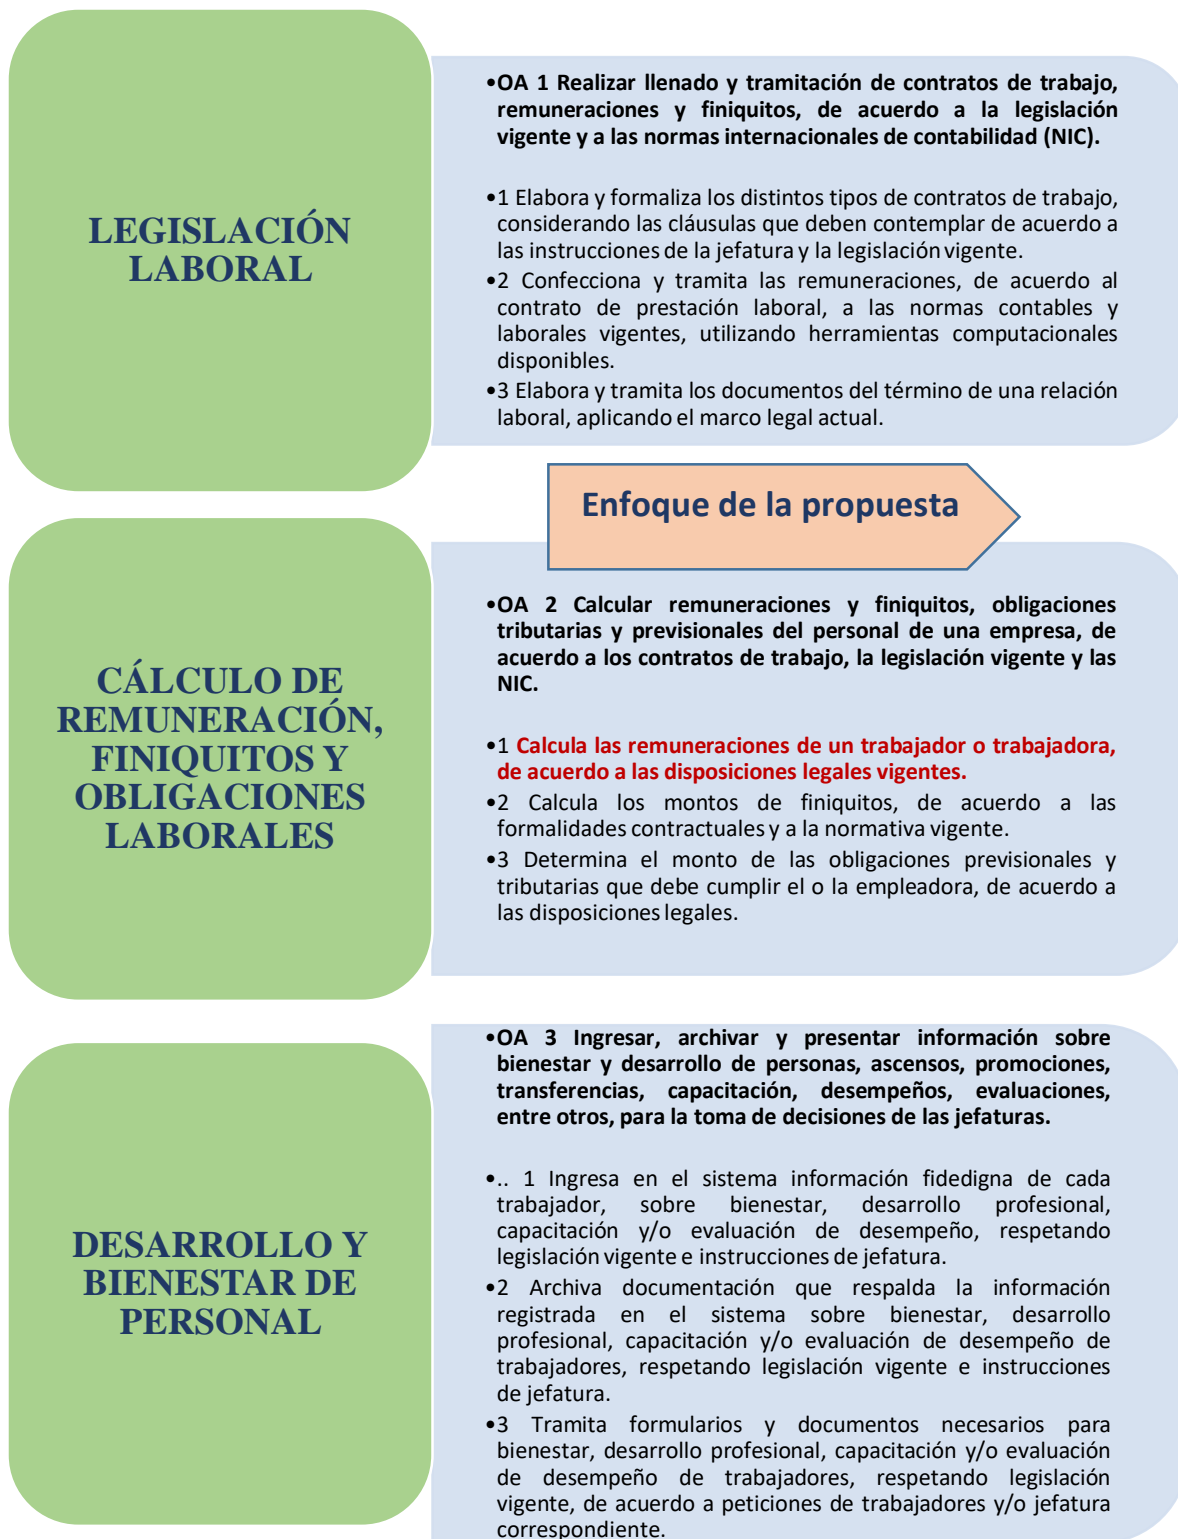 LEGISLACIÓN
LABORAL
•OA 1 Realizar llenado y tramitación de contratos de trabajo,
remuneraciones y finiquitos, de acuerdo a la legislación
vigente y a las normas internacionales de contabilidad (NIC).
•1 Elabora y formaliza los distintos tipos de contratos de trabajo,
considerando las cláusulas que deben contemplar de acuerdo a
las instrucciones de la jefatura y la legislación vigente.
•2 Confecciona y tramita las remuneraciones, de acuerdo al
contrato de prestación laboral, a las normas contables y
laborales vigentes, utilizando herramientas computacionales
disponibles.
•3 Elabora y tramita los documentos del término de una relación
laboral, aplicando el marco legal actual.
Enfoque de la propuesta
CÁLCULO DE
REMUNERACIÓN,
FINIQUITOS Y
OBLIGACIONES
LABORALES
•OA 2 Calcular remuneraciones y finiquitos, obligaciones
tributarias y previsionales del personal de una empresa, de
acuerdo a los contratos de trabajo, la legislación vigente y las
NIC.
•1 Calcula las remuneraciones de un trabajador o trabajadora,
de acuerdo a las disposiciones legales vigentes.
•2 Calcula los montos de finiquitos, de acuerdo a las
formalidades contractuales y a la normativa vigente.
•3 Determina el monto de las obligaciones previsionales y
tributarias que debe cumplir el o la empleadora, de acuerdo a
las disposiciones legales.
DESARROLLO Y
BIENESTAR DE
PERSONAL
•OA 3 Ingresar, archivar y presentar información sobre
bienestar y desarrollo de personas, ascensos, promociones,
transferencias, capacitación, desempeños, evaluaciones,
entre otros, para la toma de decisiones de las jefaturas.
•.. 1 Ingresa en el sistema información fidedigna de cada
trabajador, sobre bienestar, desarrollo profesional,
capacitación y/o evaluación de desempeño, respetando
legislación vigente e instrucciones de jefatura.
•2 Archiva documentación que respalda la información
registrada en el sistema sobre bienestar, desarrollo
profesional, capacitación y/o evaluación de desempeño de
trabajadores, respetando legislación vigente e instrucciones
de jefatura.
•3 Tramita formularios y documentos necesarios para
bienestar, desarrollo profesional, capacitación y/o evaluación
de desempeño de trabajadores, respetando legislación
vigente, de acuerdo a peticiones de trabajadores y/o jefatura
correspondiente.